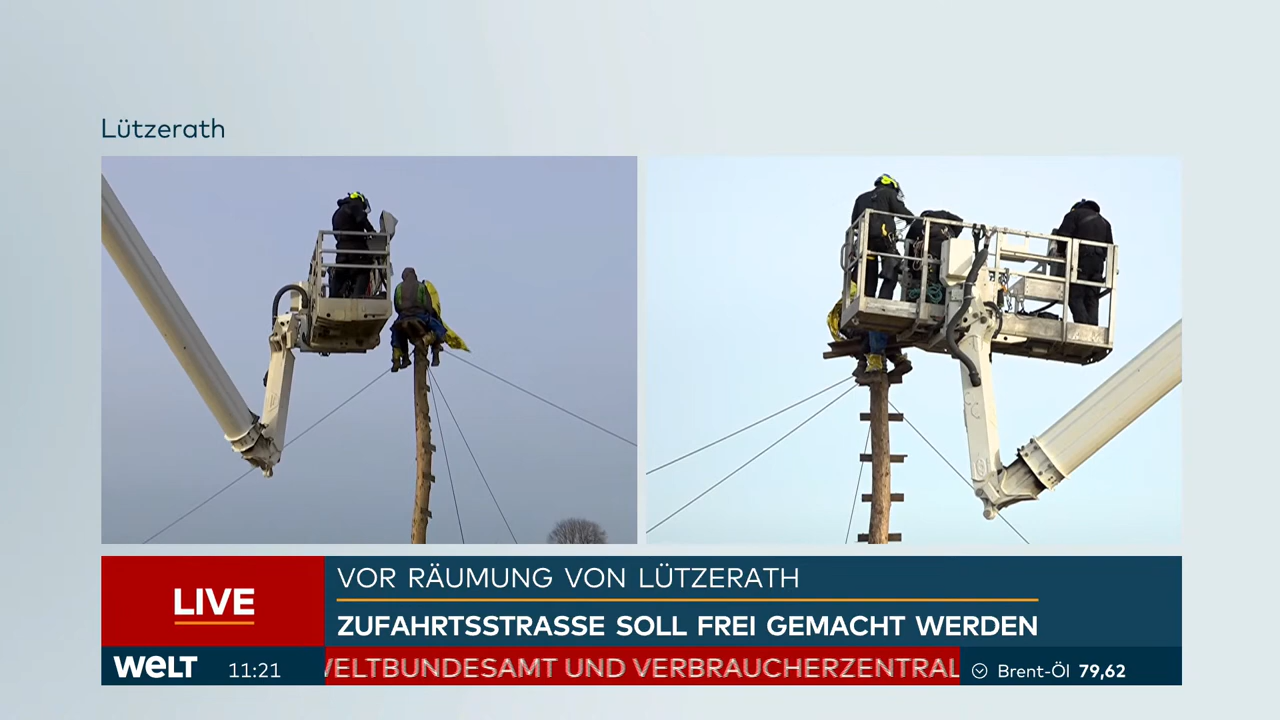 Lützerath
LIVE
VOR RÄUMUNG VON LÜTZERATH
ZUFAHRTSSTRASSE SOLL FREI GEMACHT WERDEN
WELT 11:21
ELTBUNDESAMT UND VERBRAUCHERZENTRAL
Brent-Öl 79,62